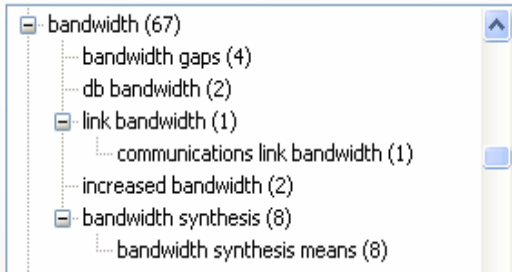 bandwidth (67)
bandwidth gaps (4)
db bandwidth (2)
link bandwidth (1)
communications link bandwidth (1)
increased bandwidth (2)
bandwidth synthesis (8)
bandwidth synthesis means (8)